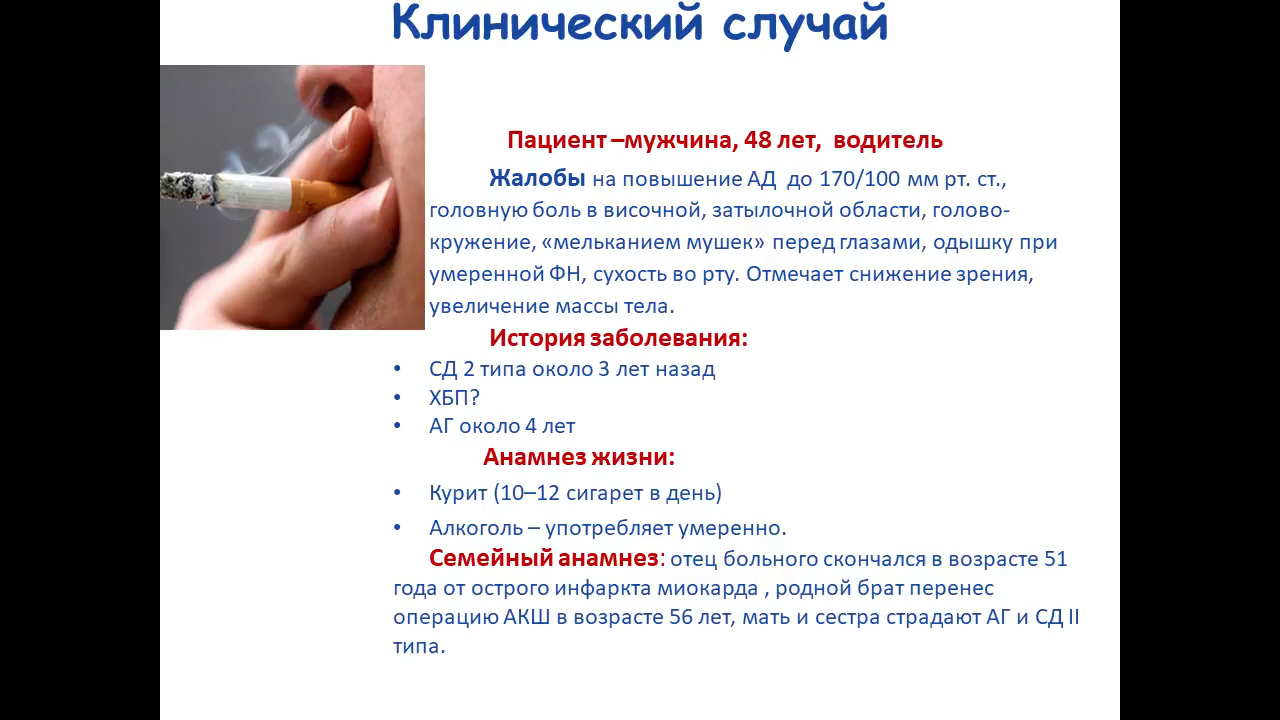 Клинический случай
Пациент –мужчина, 48 лет, водитель
Жалобы на повышение АД до 170/100 мм рт. ст.,
головную боль в височной, затылочной области, голово-
кружение, «мельканием мушек» перед глазами, одышку при
умеренной ФН, сухость во рту. Отмечает снижение зрения,
увеличение массы тела.
История заболевания:
• СД 2 типа около 3 лет назад
• ХБП?
• АГ около 4 лет
Анамнез жизни:
• Курит (10–12 сигарет в день)
• Алкоголь – употребляет умеренно.
Семейный анамнез: отец больного скончался в возрасте 51
года от острого инфаркта миокарда , родной брат перенес
операцию АКШ в возрасте 56 лет, мать и сестра страдают АГ и СД II
типа.